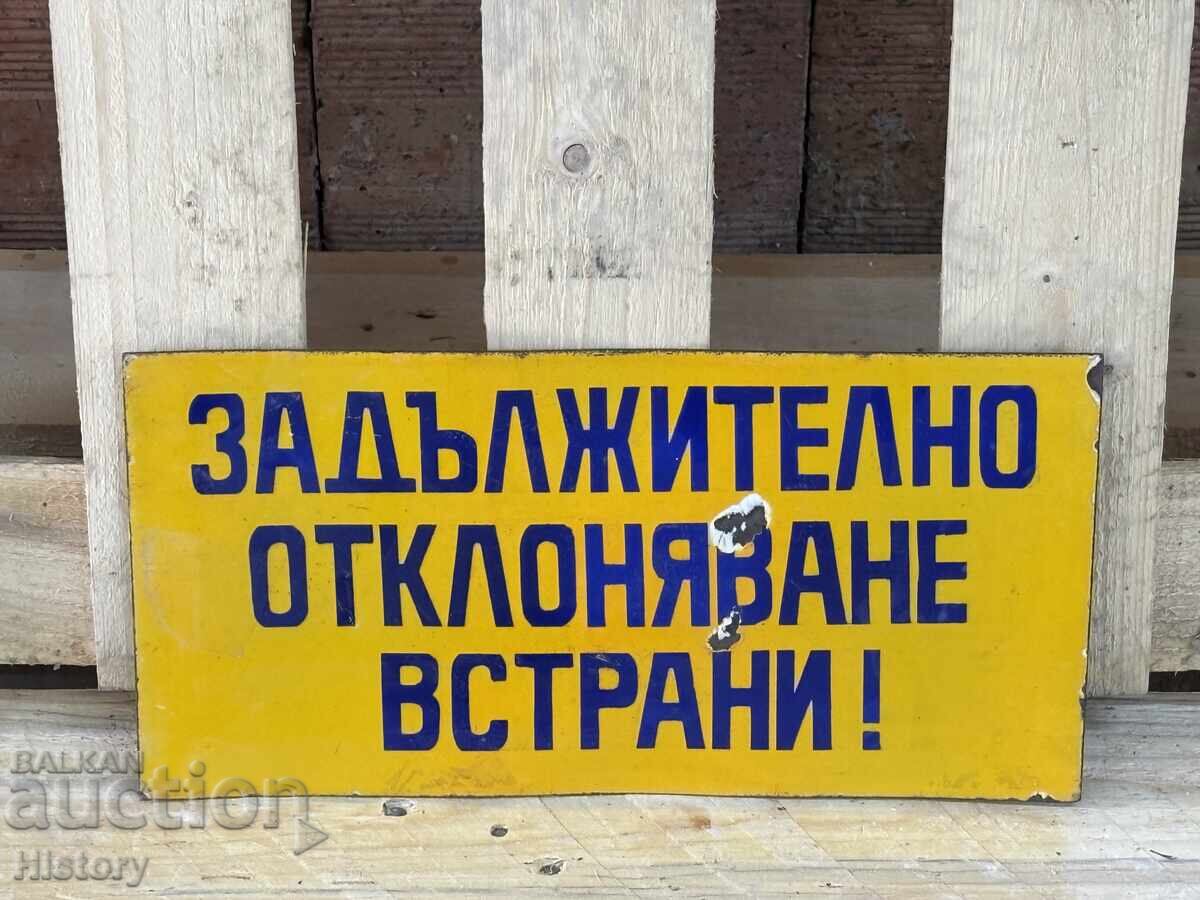 ЗАДЪЛЖИТЕЛНО
ОТКЛОНЯВАНЕ
ВСТРАНИ!
BALKAN
auction
HIstory